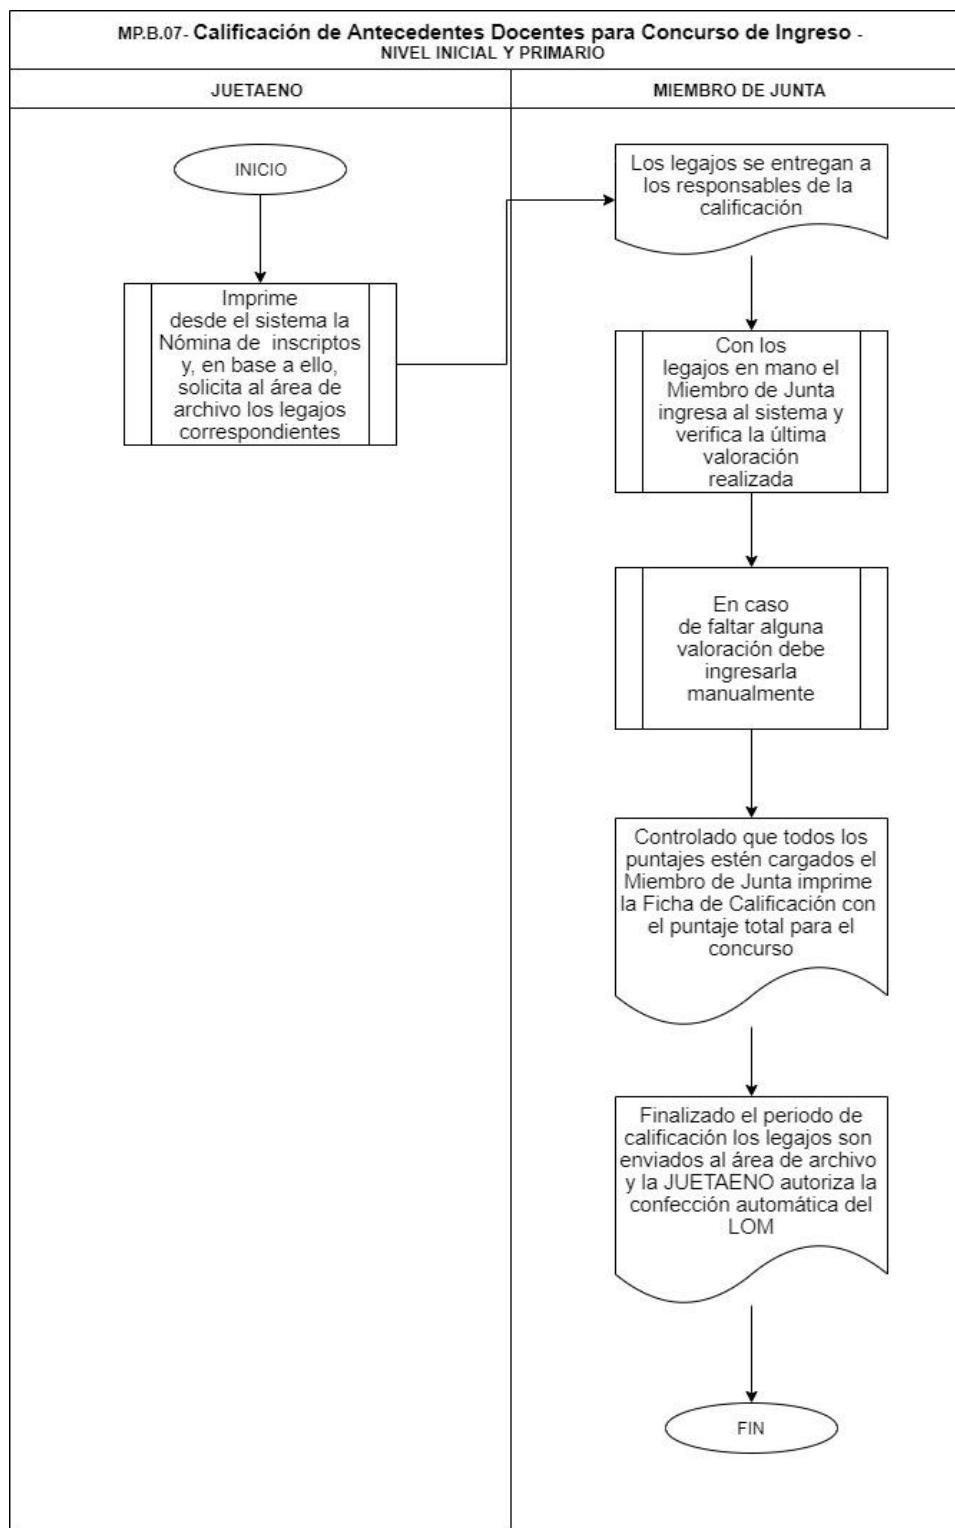 MP.B.07- Calificación de Antecedentes Docentes para Concurso de Ingreso -
NIVEL INICIAL Y PRIMARIO
JUETAENO
MIEMBRO DE JUNTA
INICIO
Imprime
desde el sistema la
Nómina de inscriptos
y, en base a ello,
solicita al área de
archivo los legajos
correspondientes
Los legajos se entregan a
los responsables de la
calificación
Con los
legajos en mano el
Miembro de Junta
ingresa al sistema y
verifica la última
valoración
realizada
En caso
de faltar alguna
valoración debe
ingresarla
manualmente
Controlado que todos los
puntajes estén cargados el
Miembro de Junta imprime
la Ficha de Calificación con
el puntaje total para el
concurso
Finalizado el periodo de
calificación los legajos son
enviados al área de archivo
y la JUETAENO autoriza la
confección automática del
LOM
FIN